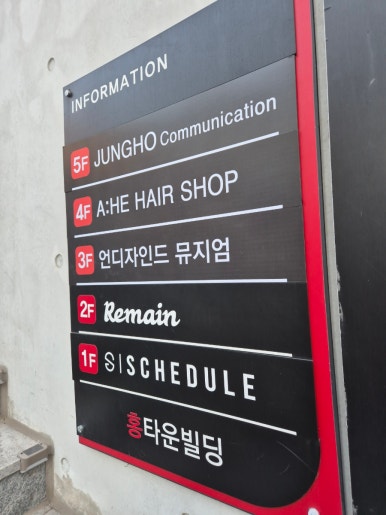 INFORMATION
5F JUNGHO Communication
4F A:HE HAIR SHOP
3F 언디자인드 뮤지엄
2F Remain
1F S|SCHEDULE
홍타운빌딩